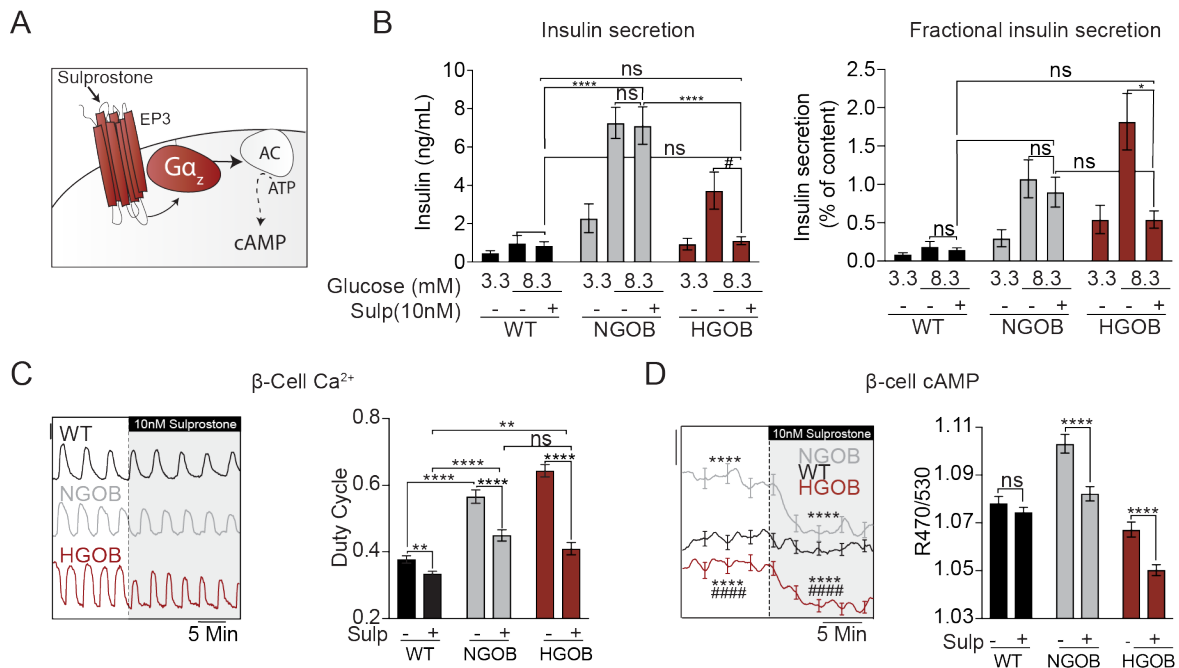 A
Sulprostone
EP3
Gαz
AC
ATP
cAMP
B
Insulin secretion
Insulin (ng/mL)
10
8
6
4
2
0
ns
****
ns
****
ns
#
Glucose (mM)
3.3 8.3 3.3 8.3 3.3 8.3
Sulp(10nM)
- - + - - + - - +
WT NGOB HGOB
Fractional insulin secretion
Insulin secretion
(% of content)
2.5
2.0
1.5
1.0
0.5
0.0
ns
*
ns
ns
ns
3.3 8.3 3.3 8.3 3.3 8.3
- - + - - + - - +
WT NGOB HGOB
C
β-Cell Ca2+
10nM Sulprostone
WT
NGOB
HGOB
5 Min
Duty Cycle
0.8
0.6
0.4
0.2
**
ns
****
****
****
****
**
Sulp - + - + - +
WT NGOB HGOB
D
β-cell cAMP
10nM Sulprostone
NGOB
WT
HGOB
****
****
****
####
****
####
5 Min
R470/530
1.11
1.09
1.07
1.05
1.03
ns
****
****
Sulp - + - + - +
WT NGOB HGOB